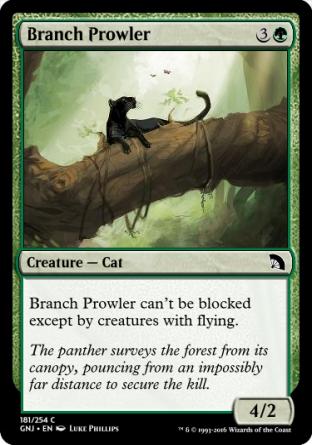 Branch Prowler 3
Creature — Cat
Branch Prowler can't be blocked
except by creatures with flying.
The panther surveys the forest from its
canopy, pouncing from an impossibly
far distance to secure the kill.
4/2
181/254 C
GNJ • EN Luke Phillips
™ & © 1993-2016 Wizards of the Coast